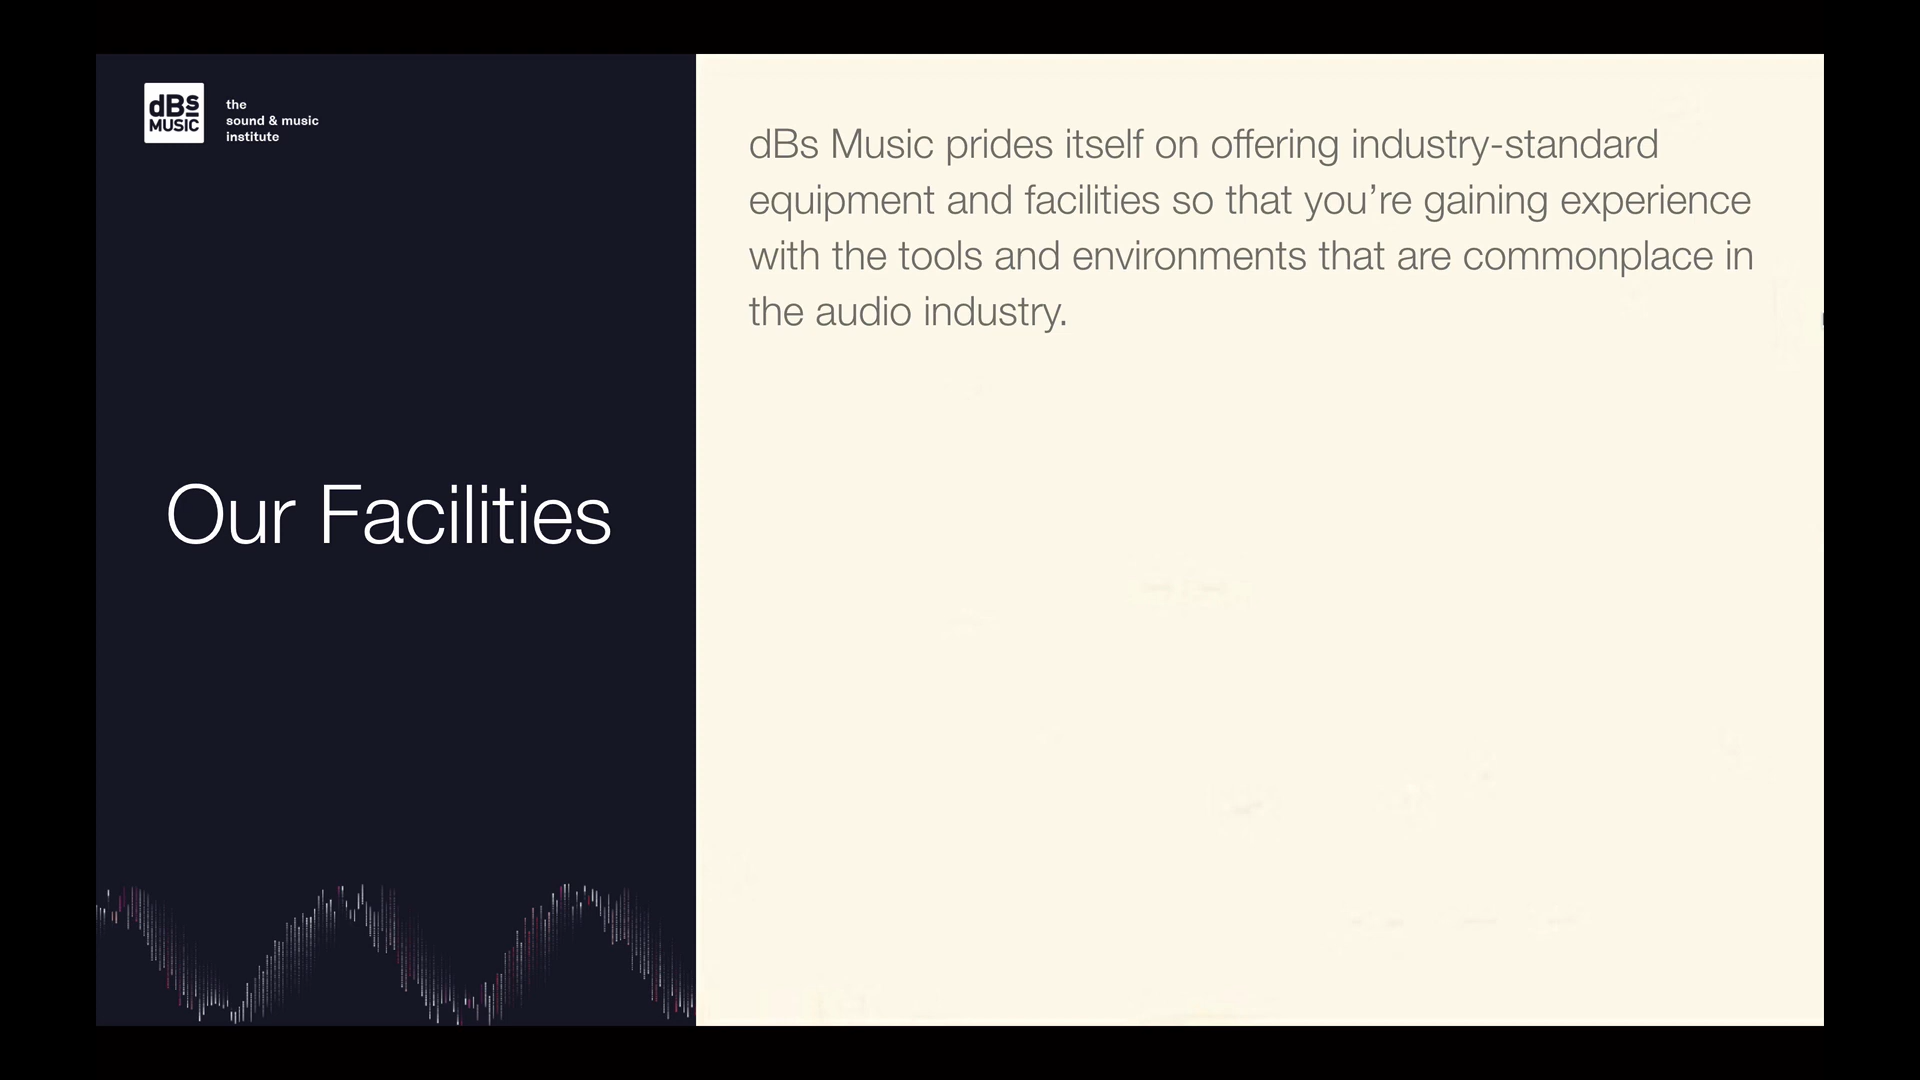 dBs
MUSIC
the
sound & music
institute
Our Facilities
dBs Music prides itself on offering industry-standard
equipment and facilities so that you’re gaining experience
with the tools and environments that are commonplace in
the audio industry.